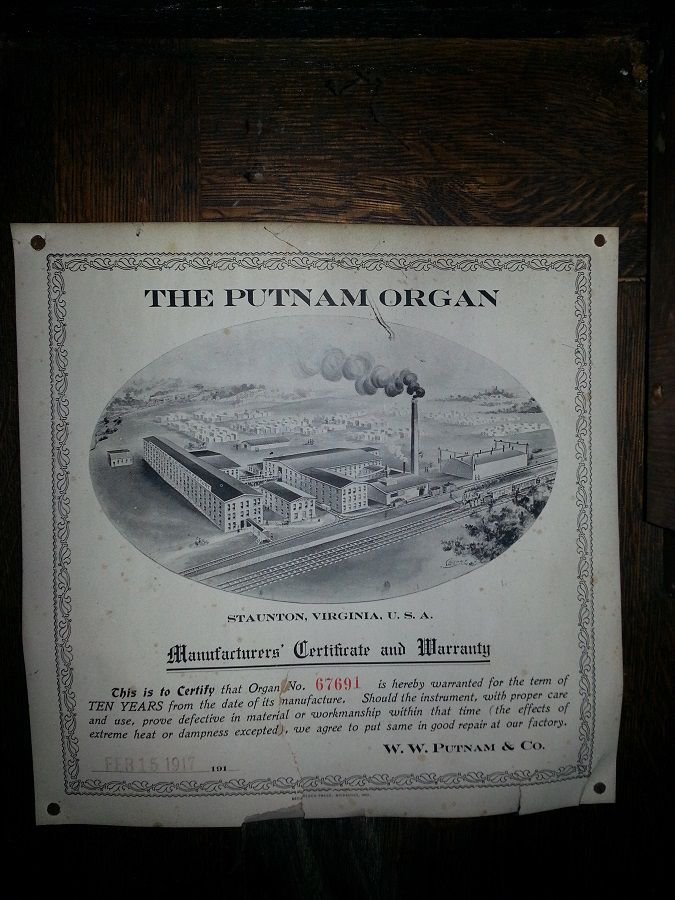 THE PUTNAM ORGAN
STAUNTON, VIRGINIA, U. S. A.
Manufacturers' Certificate and Warranty
This is to Certify that Organ No. 67691 is hereby warranted for the term of
TEN YEARS from the date of its manufacture. Should the instrument, with proper care
and use, prove defective in material or workmanship within that time (the effects of
extreme heat or dampness excepted), we agree to put same in good repair at our factory.
W. W. PUTNAM & CO.
FEB 15 1917 191